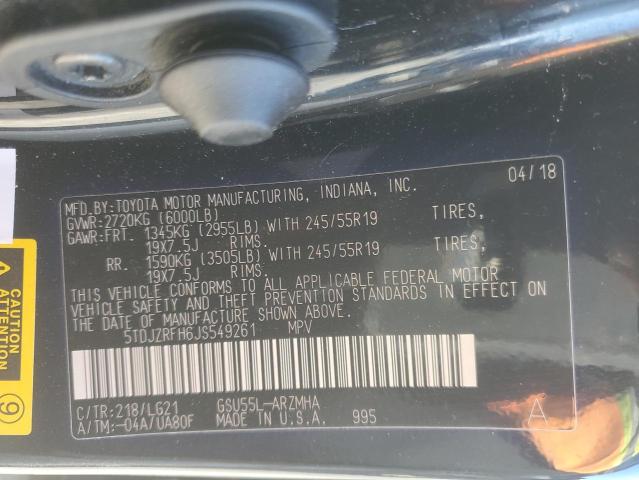 MFD.BY:TOYOTA MOTOR MANUFACTURING, INDIANA, INC. 04/18
GVWR:2720KG (6000LB)
GAWR:FRT. 1345KG (2955LB) WITH 245/55R19 TIRES,
19X7.5J RIMS.
RR. 1590KG (3505LB) WITH 245/55R19 TIRES,
19X7.5J RIMS.
THIS VEHICLE CONFORMS TO ALL APPLICABLE FEDERAL MOTOR
VEHICLE SAFETY AND THEFT PREVENTION STANDARDS IN EFFECT ON
THE DATE OF MANUFACTURE SHOWN ABOVE.
5TDJZRFH6JS549261 MPV
C/TR:218/LG21 GSU55L-ARZMHA
A/TM:-04A/UA80F MADE IN U.S.A. 995 A
CAUTION
9